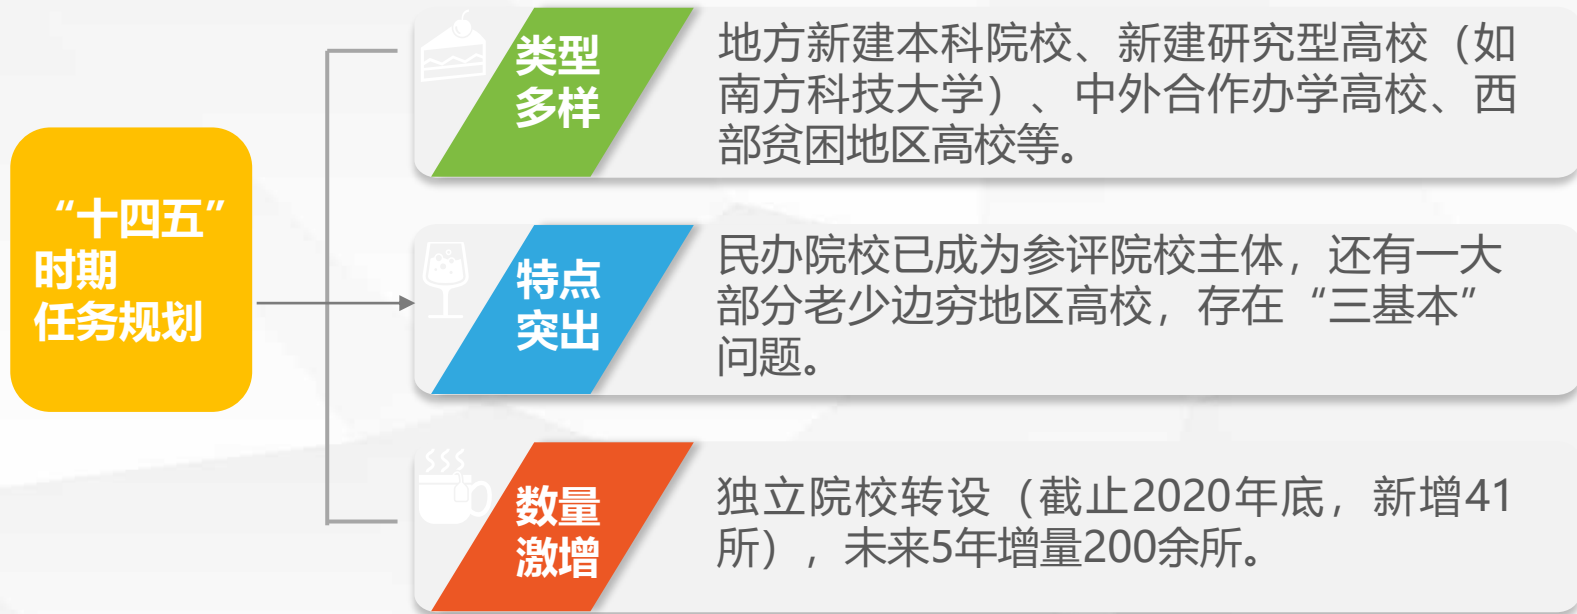 “十四五”
时期
任务规划
类型
多样
地方新建本科院校、新建研究型高校（如
南方科技大学）、中外合作办学高校、西
部贫困地区高校等。
特点
突出
民办院校已成为参评院校主体，还有一大
部分老少边穷地区高校，存在“三基本”
问题。
数量
激增
独立院校转设（截止2020年底，新增41
所），未来5年增量200余所。